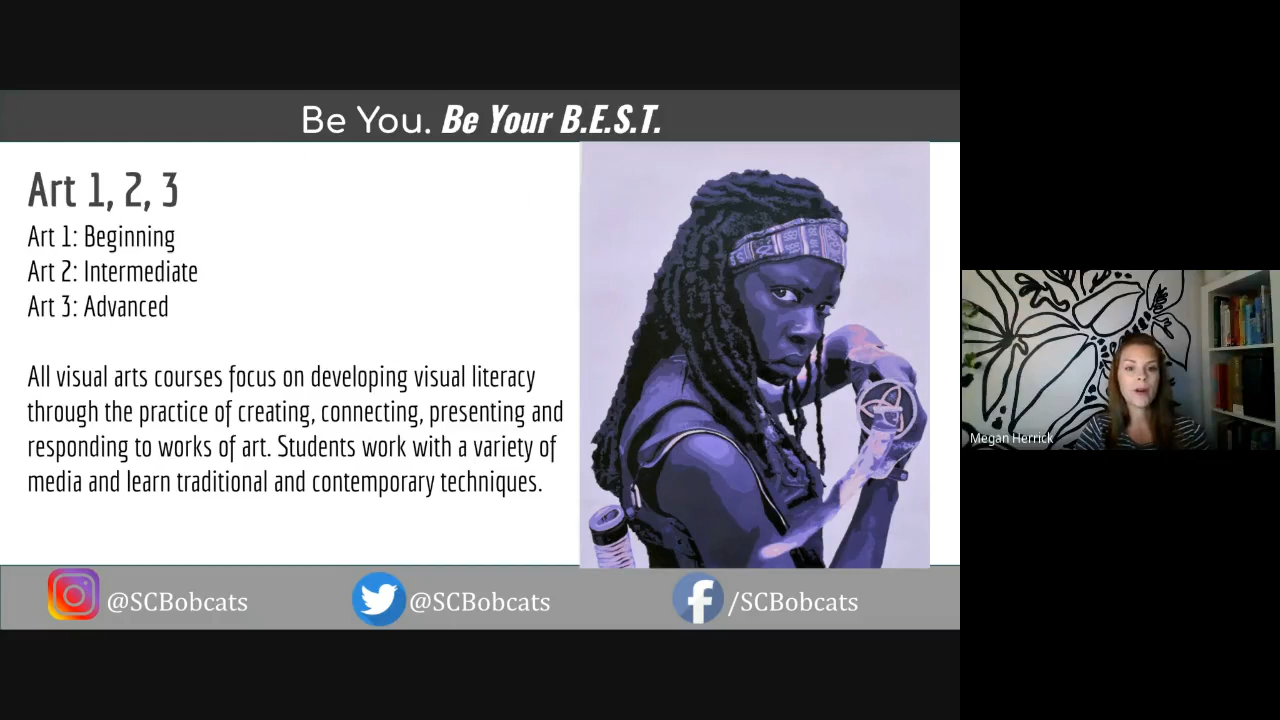 Be You. Be Your B.E.S.T.
Art 1, 2, 3
Art 1: Beginning
Art 2: Intermediate
Art 3: Advanced
All visual arts courses focus on developing visual literacy
through the practice of creating, connecting, presenting and
responding to works of art. Students work with a variety of
media and learn traditional and contemporary techniques.
Megan Herrick
@SCBobcats
@SCBobcats
/SCBobcats